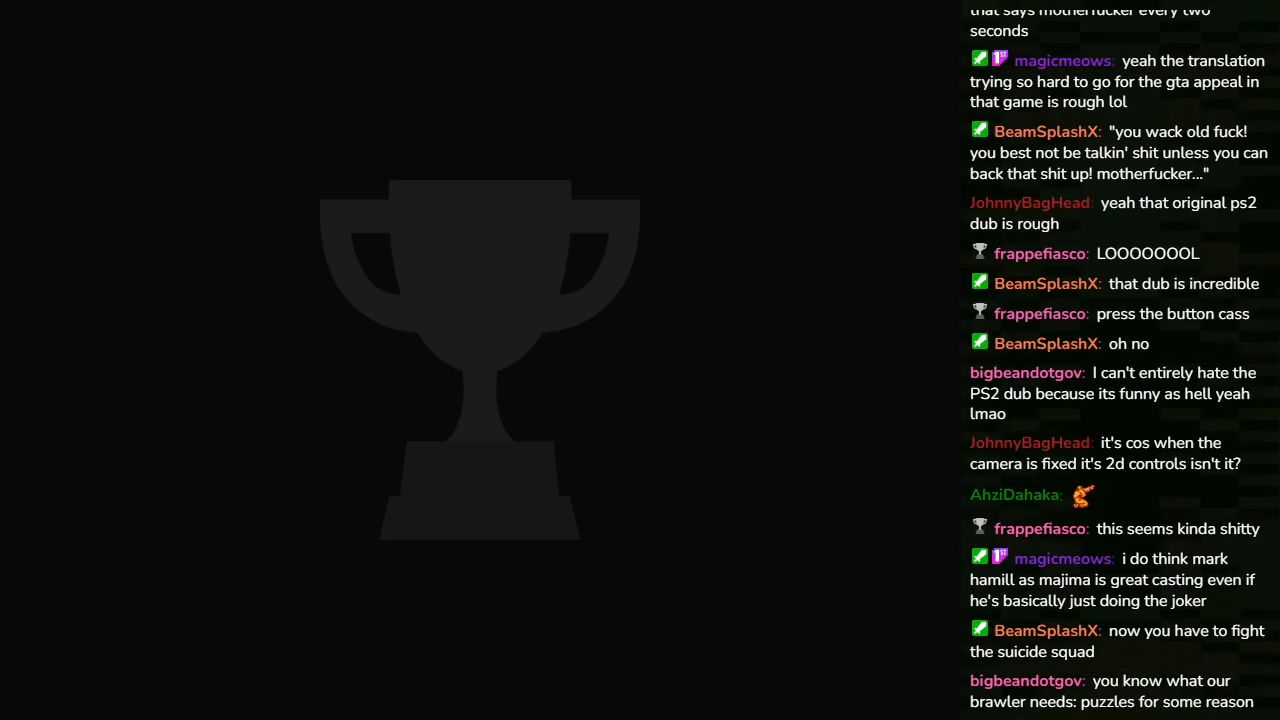 that says motherfucker every two
seconds
magicmeows: yeah the translation
trying so hard to go for the gta appeal in
that game is rough lol
BeamSplashX: "you wack old fuck!
you best not be talkin' shit unless you can
back that shit up! motherfucker..."
JohnnyBagHead: yeah that original ps2
dub is rough
frappefiasco: LOOOOOOOL
BeamSplashX: that dub is incredible
frappefiasco: press the button cass
BeamSplashX: oh no
bigbeandotgov: I can't entirely hate the
PS2 dub because its funny as hell yeah
lmao
JohnnyBagHead: it's cos when the
camera is fixed it's 2d controls isn't it?
AhziDahaka:
frappefiasco: this seems kinda shitty
magicmeows: i do think mark
hamill as majima is great casting even if
he's basically just doing the joker
BeamSplashX: now you have to fight
the suicide squad
bigbeandotgov: you know what our
brawler needs: puzzles for some reason